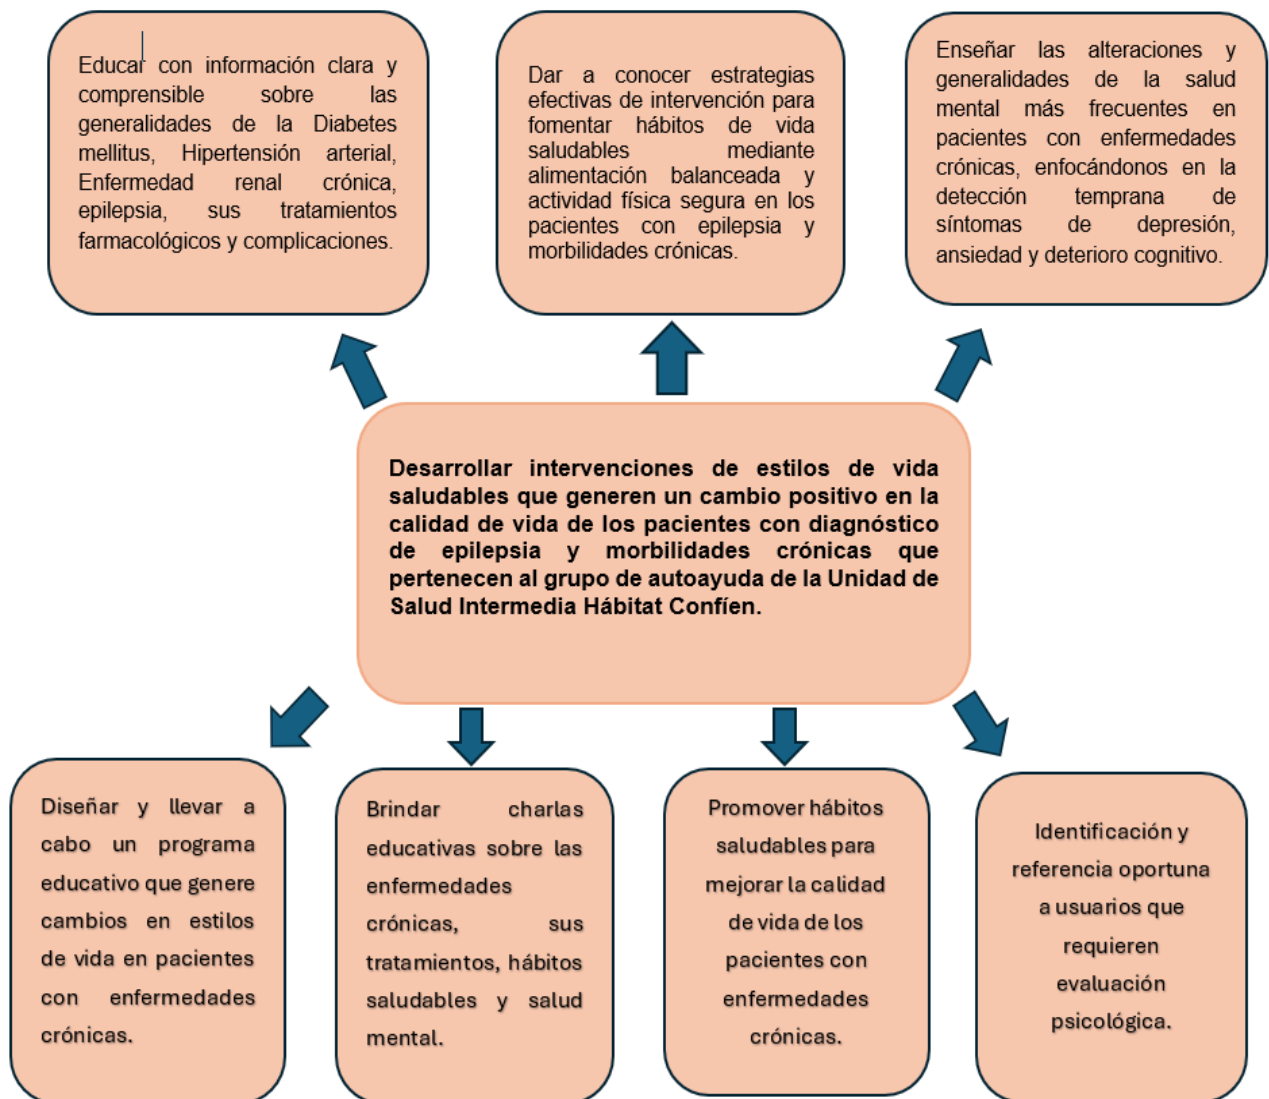 Educar con información clara y
comprensible sobre las
generalidades de la Diabetes
mellitus, Hipertensión arterial,
Enfermedad renal crónica,
epilepsia, sus tratamientos
farmacológicos y complicaciones.
Dar a conocer estrategias
efectivas de intervención para
fomentar hábitos de vida
saludables mediante
alimentación balanceada y
actividad física segura en los
pacientes con epilepsia y
morbilidades crónicas.
Enseñar las alteraciones y
generalidades de la salud
mental más frecuentes en
pacientes con enfermedades
crónicas, enfocándonos en la
detección temprana de
síntomas de depresión,
ansiedad y deterioro cognitivo.
Desarrollar intervenciones de estilos de vida
saludables que generen un cambio positivo en la
calidad de vida de los pacientes con diagnóstico
de epilepsia y morbilidades crónicas que
pertenecen al grupo de autoayuda de la Unidad de
Salud Intermedia Hábitat Confíen.
Diseñar y llevar a
cabo un programa
educativo que genere
cambios en estilos
de vida en pacientes
con enfermedades
crónicas.
Brindar charlas
educativas sobre las
enfermedades
crónicas, sus
tratamientos, hábitos
saludables y salud
mental.
Promover hábitos
saludables para
mejorar la calidad
de vida de los
pacientes con
enfermedades
crónicas.
Identificación y
referencia oportuna
a usuarios que
requieren
evaluación
psicológica.